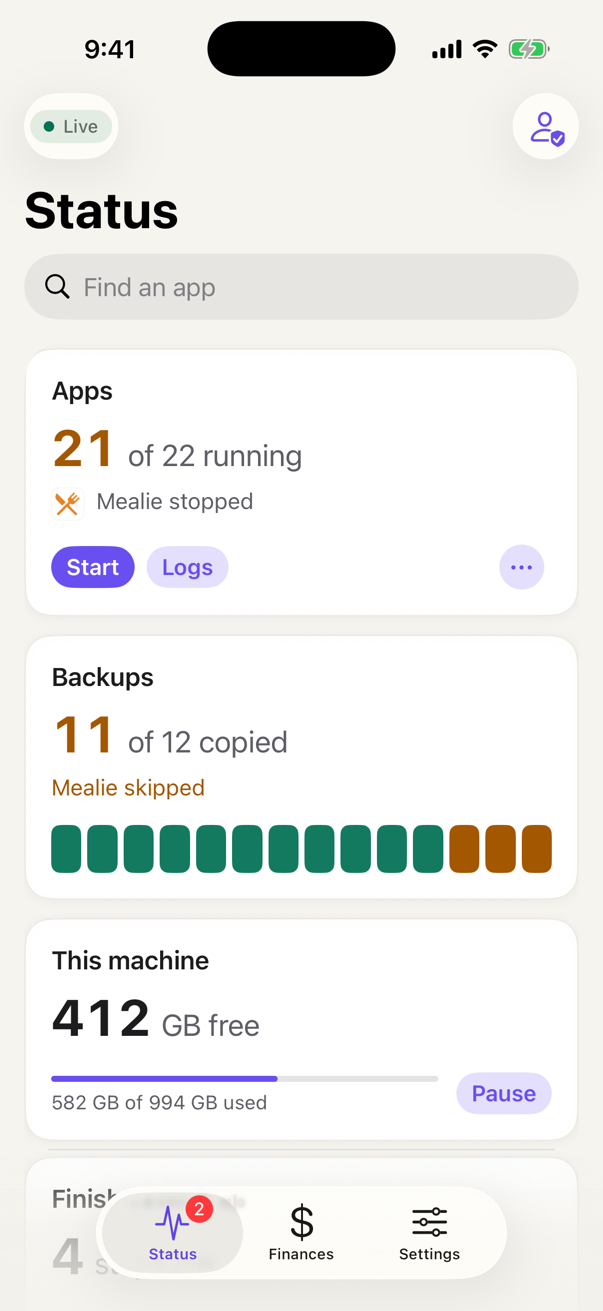 9:41
Live
Status
Find an app
Apps
21 of 22 running
Mealie stopped
Start
Logs
Backups
11 of 12 copied
Mealie skipped
This machine
412 GB free
582 GB of 994 GB used
Pause
4
2
Status
Finances
Settings